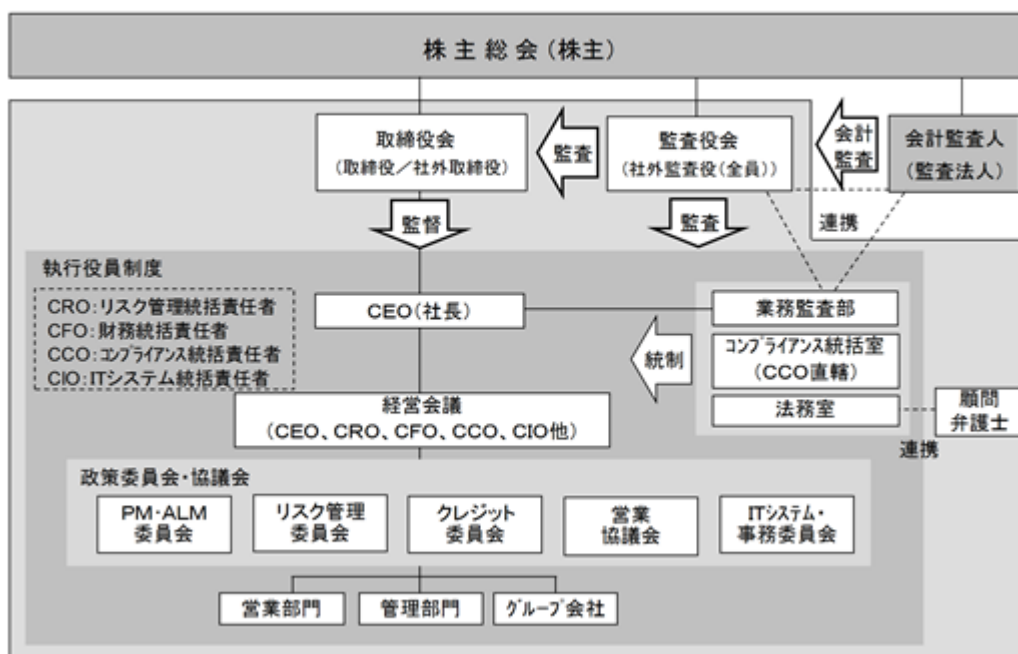 株主総会(株主)
取締役会
(取締役/社外取締役)
監査
監査役会
(社外監査役(全員))
会計
監査
会計監査人
(監査法人)
監督
監査
連携
執行役員制度
CRO:リスク管理統括責任者
CFO:財務統括責任者
CCO:コンプライアンス統括責任者
CIO:ITシステム統括責任者
CEO(社長)
業務監査部
統制
コンプライアンス統括室
(CCO直轄)
法務室
顧問
弁護士
連携
経営会議
(CEO、CRO、CFO、CCO、CIO他)
政策委員会・協議会
PM・ALM
委員会
リスク管理
委員会
クレジット
委員会
営業
協議会
ITシステム・
事務委員会
営業部門
管理部門
グループ会社